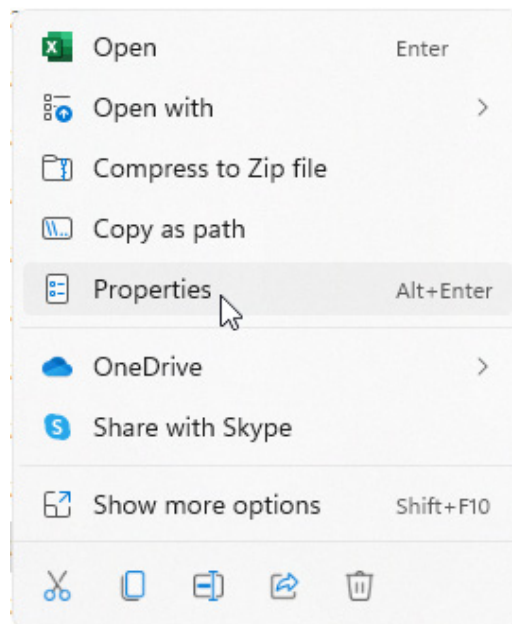 Open Enter
Open with
Compress to Zip file
Copy as path
Properties Alt+Enter
OneDrive
Share with Skype
Show more options Shift+F10